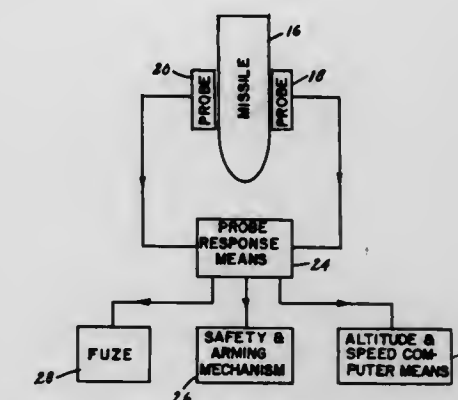 16
20
18
PROBE
MISSILE
PROBE
PROBE
RESPONSE
MEANS
24
FUZE
28
SAFETY &
ARMING
MECHANISM
26
ALTITUDE &
SPEED COM-
PUTER MEANS